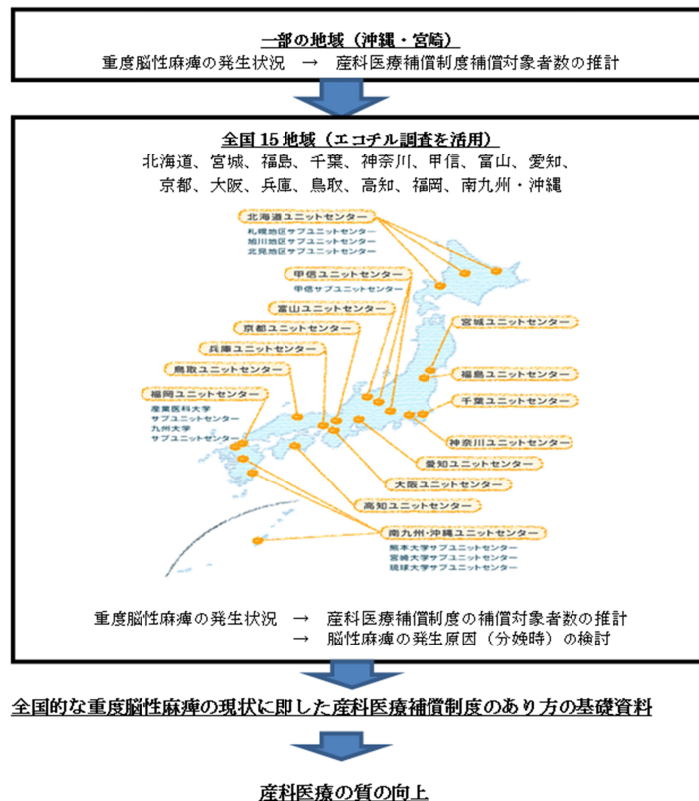 一部の地域（沖縄・宮崎）
重度脳性麻痺の発生状況　→　産科医療補償制度補償対象者数の推計
全国15地域（エコチル調査を活用）
北海道、宮城、福島、千葉、神奈川、甲信、富山、愛知、
京都、大阪、兵庫、鳥取、高知、福岡、南九州・沖縄
北海道ユニットセンター
札幌地区サブユニットセンター
旭川地区サブユニットセンター
北見地区サブユニットセンター
甲信ユニットセンター
甲信サブユニットセンター
富山ユニットセンター
京都ユニットセンター
宮城ユニットセンター
兵庫ユニットセンター
鳥取ユニットセンター
福島ユニットセンター
福岡ユニットセンター
産業医科大学
サブユニットセンター
九州大学
サブユニットセンター
千葉ユニットセンター
神奈川ユニットセンター
愛知ユニットセンター
大阪ユニットセンター
高知ユニットセンター
南九州・沖縄ユニットセンター
熊本大学サブユニットセンター
宮崎大学サブユニットセンター
琉球大学サブユニットセンター
重度脳性麻痺の発生状況　→　産科医療補償制度の補償対象者数の推計
→　脳性麻痺の発生原因（分娩時）の検討
全国的な重度脳性麻痺の現状に即した産科医療補償制度のあり方の基礎資料
産科医療の質の向上